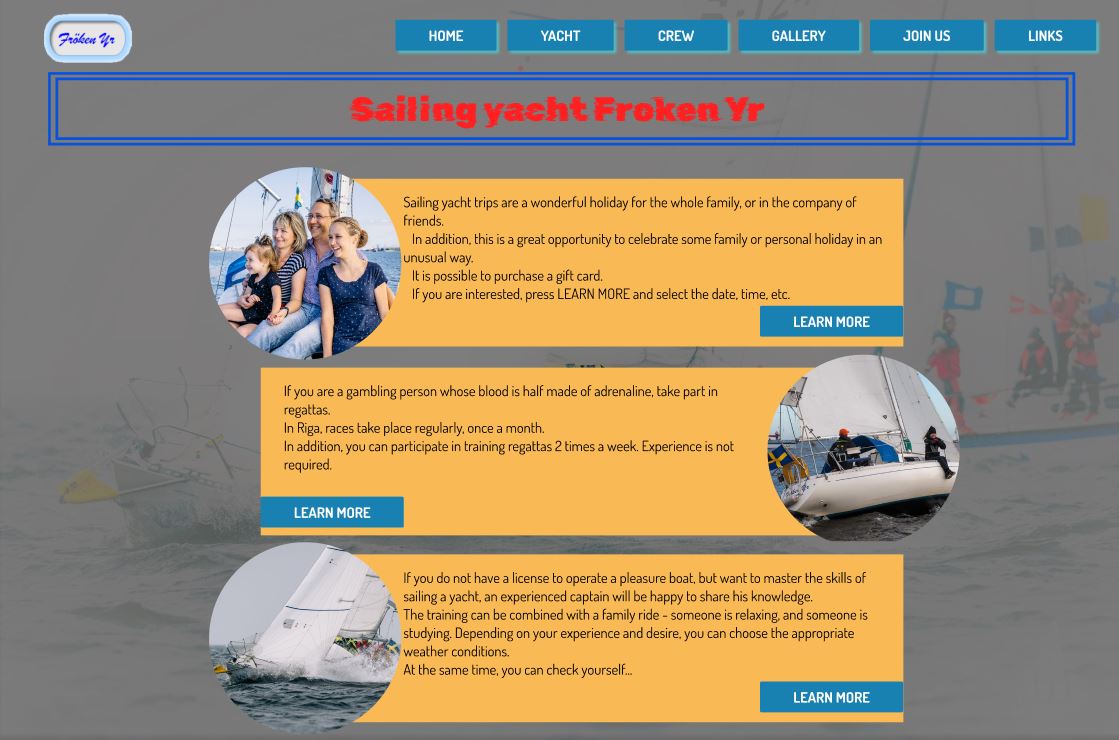 Fröken Yr
HOME
YACHT
CREW
GALLERY
JOIN US
LINKS
Sailing yacht Froken Yr
Sailing yacht trips are a wonderful holiday for the whole family, or in the company of
friends.
In addition, this is a great opportunity to celebrate some family or personal holiday in an
unusual way.
It is possible to purchase a gift card.
If you are interested, press LEARN MORE and select the date, time, etc.
LEARN MORE
If you are a gambling person whose blood is half made of adrenaline, take part in
regattas.
In Riga, races take place regularly, once a month.
In addition, you can participate in training regattas 2 times a week. Experience is not
required.
LEARN MORE
If you do not have a license to operate a pleasure boat, but want to master the skills of
sailing a yacht, an experienced captain will be happy to share his knowledge.
The training can be combined with a family ride - someone is relaxing, and someone is
studying. Depending on your experience and desire, you can choose the appropriate
weather conditions.
At the same time, you can check yourself...
LEARN MORE